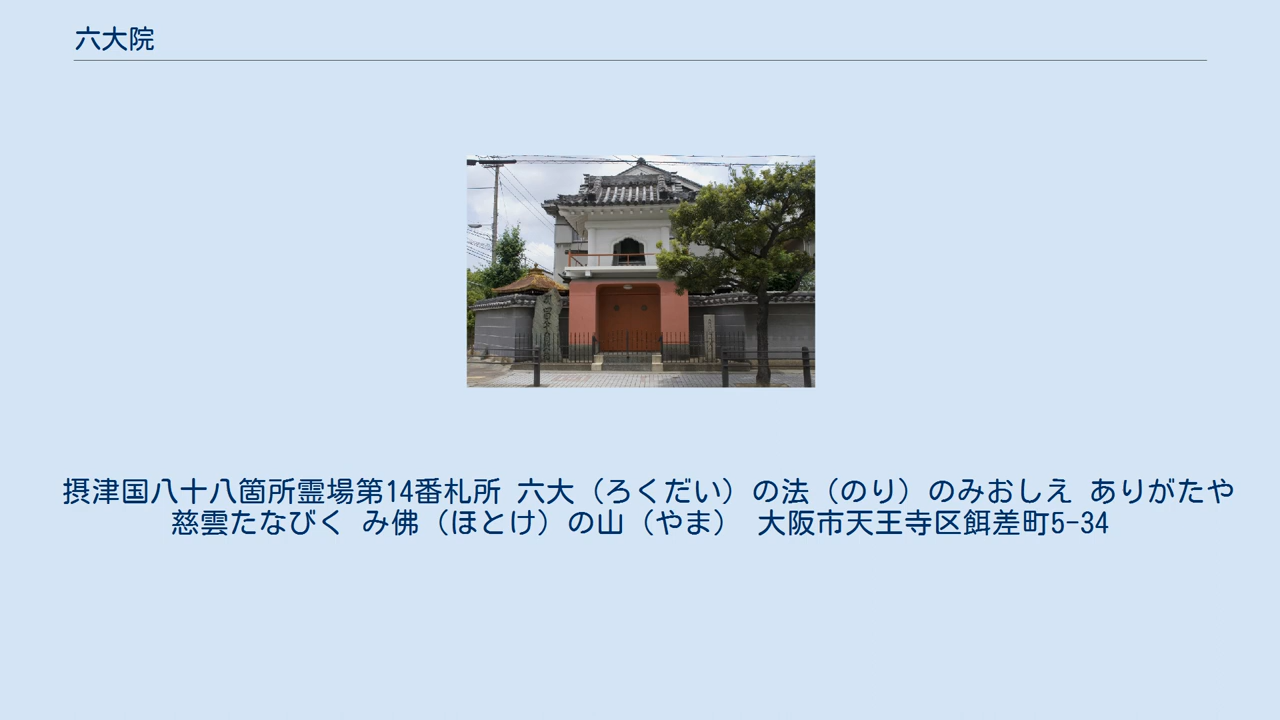 六大院
摂津国八十八箇所霊場第14番札所 六大（ろくだい）の法（のり）のみおしえ ありがたや
慈雲たなびく み佛（ほとけ）の山（やま） 大阪市天王寺区餌差町5-34